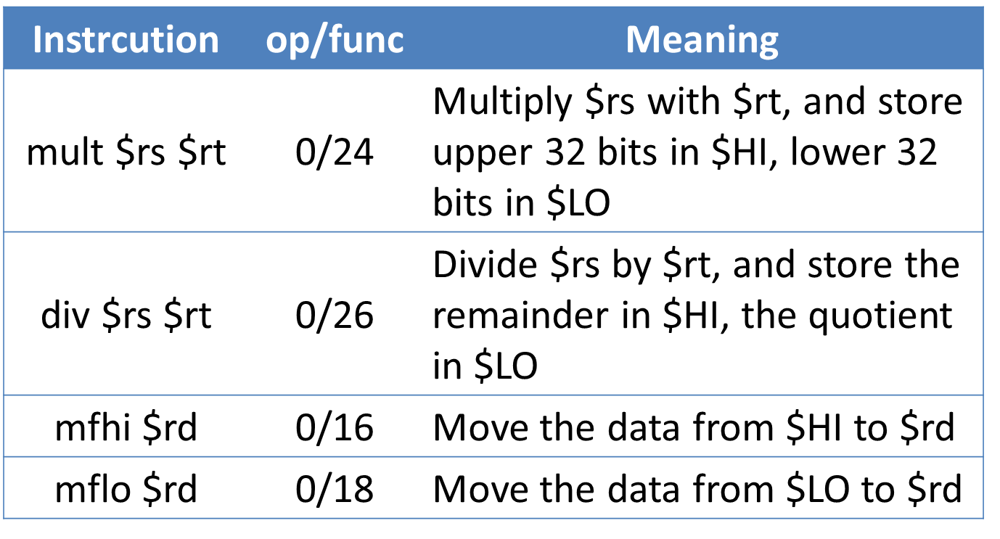 Instrcution op/func Meaning
Multiply $rs with $rt, and store
mult $rs $rt 0/24 upper 32 bits in $HI, lower 32
bits in $LO
Divide $rs by $rt, and store the
div $rs $rt 0/26 remainder in $HI, the quotient
in $LO
mfhi $rd 0/16 Move the data from $HI to $rd
mflo $rd 0/18 Move the data from $LO to $rd